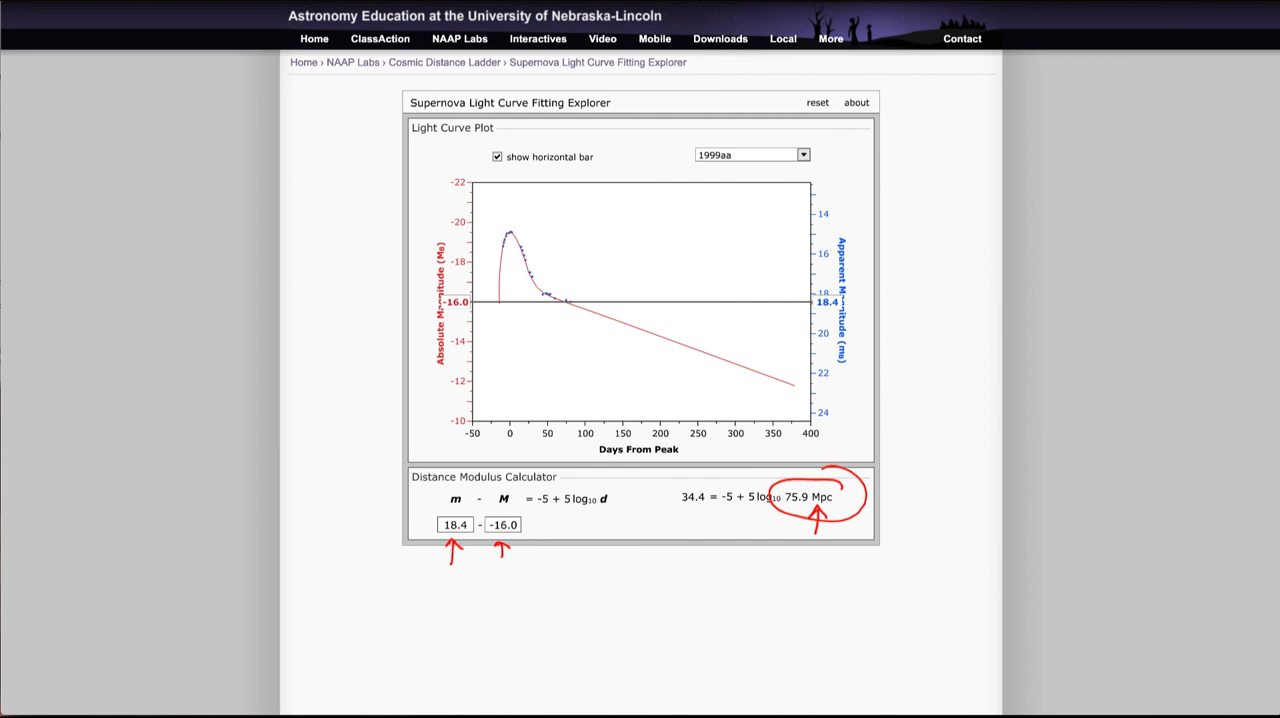 Astronomy Education at the University of Nebraska-Lincoln
Home ClassAction NAAP Labs Interactives Video Mobile Downloads Local More Contact
Home › NAAP Labs › Cosmic Distance Ladder › Supernova Light Curve Fitting Explorer
Supernova Light Curve Fitting Explorer reset about
Light Curve Plot
show horizontal bar 1999aa
-22
-20
-18
-16.0
-14
-12
-10
Absolute Magnitude (MB)
14
16
18
18.4
20
22
24
Apparent Magnitude (mB)
-50 0 50 100 150 200 250 300 350 400
Days From Peak
Distance Modulus Calculator
m - M = -5 + 5 log10 d 34.4 = -5 + 5 log10 75.9 Mpc
18.4 - -16.0